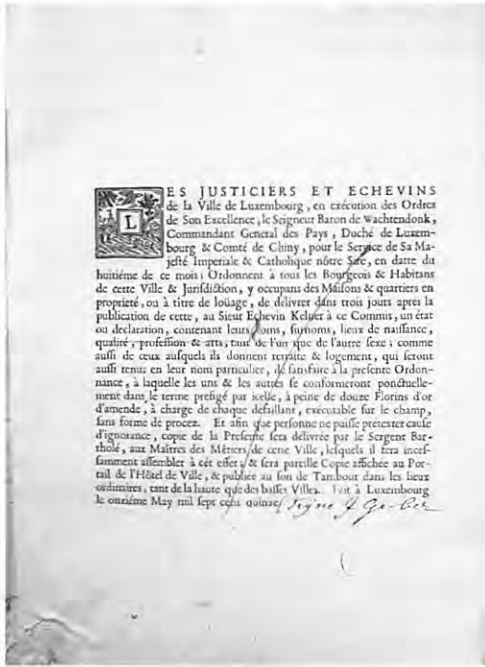 LES JUSTICIERS ET ECHEVINS
de la Ville de Luxembourg, en exécution des Ordres
de Son Excellence, le Seigneur Baron de Wachtendonk,
Commandant General des Pays, Duché de Luxem-
bourg & Comté de Chiny, pour le Service de Sa Ma-
jesté Imperiale & Catholique nôtre Sire, en datte du
huitiéme de ce mois; Ordonnent à tous les Bourgeois & Habitans
de cette Ville & Jurisdiction, y occupans des Maisons & quartiers en
proprieté, ou à titre de loüage, de délivrer dans trois jours après la
publication de cette, au Sieur Echevin Kelner à ce Commis, un état
ou declaration, contenant leurs noms, surnoms, lieux de naissance,
qualité, profession & arts, tant de l'un que de l'autre sexe; comme
aussi de ceux ausquels ils donnent retraite & logement, qui seront
aussi tenus en leur nom particulier, de satisfaire à la presente Ordon-
nance, à laquelle les uns & les autres se conformeront ponctuelle-
ment dans le terme prefigé par icelle, à peine de douze Florins d'or
d'amende, à charge de chaque defaillant, executable sur le champ,
sans forme de procez. Et afin que personne ne puisse prétexter cause
d'ignorance, copie de la Presente sera délivrée par le Sergent Bar-
tholé, aux Maîtres des Mêtiers de cette Ville, lesquels il fera inces-
samment assembler à cét effet; & sera pareille Copie affichée au Por-
tail de l'Hôtel de Ville, & publiée au son de Tambour dans les lieux
ordinaires, tant de la haute que des basses Villes. Fait à Luxembourg
le onziéme May mil sept cens quinze signé J